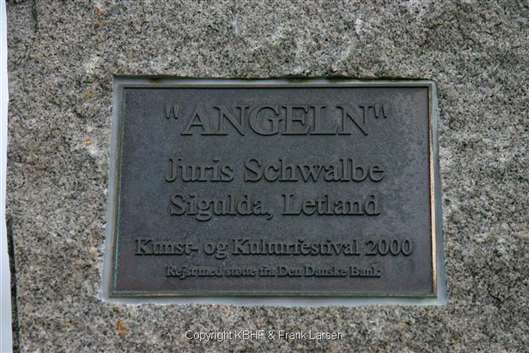 "ANGELN"
Juris Schwalbe
Sigulda, Letland
Kunst- og Kulturfestival 2000
Rejst med støtte fra Den Danske Bank
Copyright KBHF & Frank Larsen